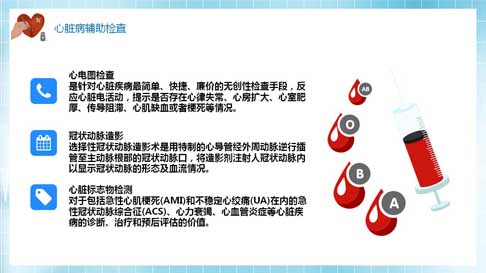 心脏病辅助检查
心电图检查
是针对心脏疾病最简单、快捷、廉价的无创性检查手段，反
应心脏电活动，提示是否存在心律失常、心房扩大、心室肥
厚、传导阻滞、心肌缺血或者梗死等情况。
冠状动脉造影
选择性冠状动脉造影术是用特制的心导管经外周动脉进行插
管至主动脉根部的冠状动脉口，将造影剂注射人冠状动脉内
以显示冠状动脉的形态及血流情况。
心脏标志物检测
对于包括急性心肌梗死(AMI)和不稳定心绞痛(UA)在内的急
性冠状动脉综合征(ACS)、心力衰竭、心血管炎症等心脏疾
病的诊断、治疗和预后评估的价值。
AB
O
B
A